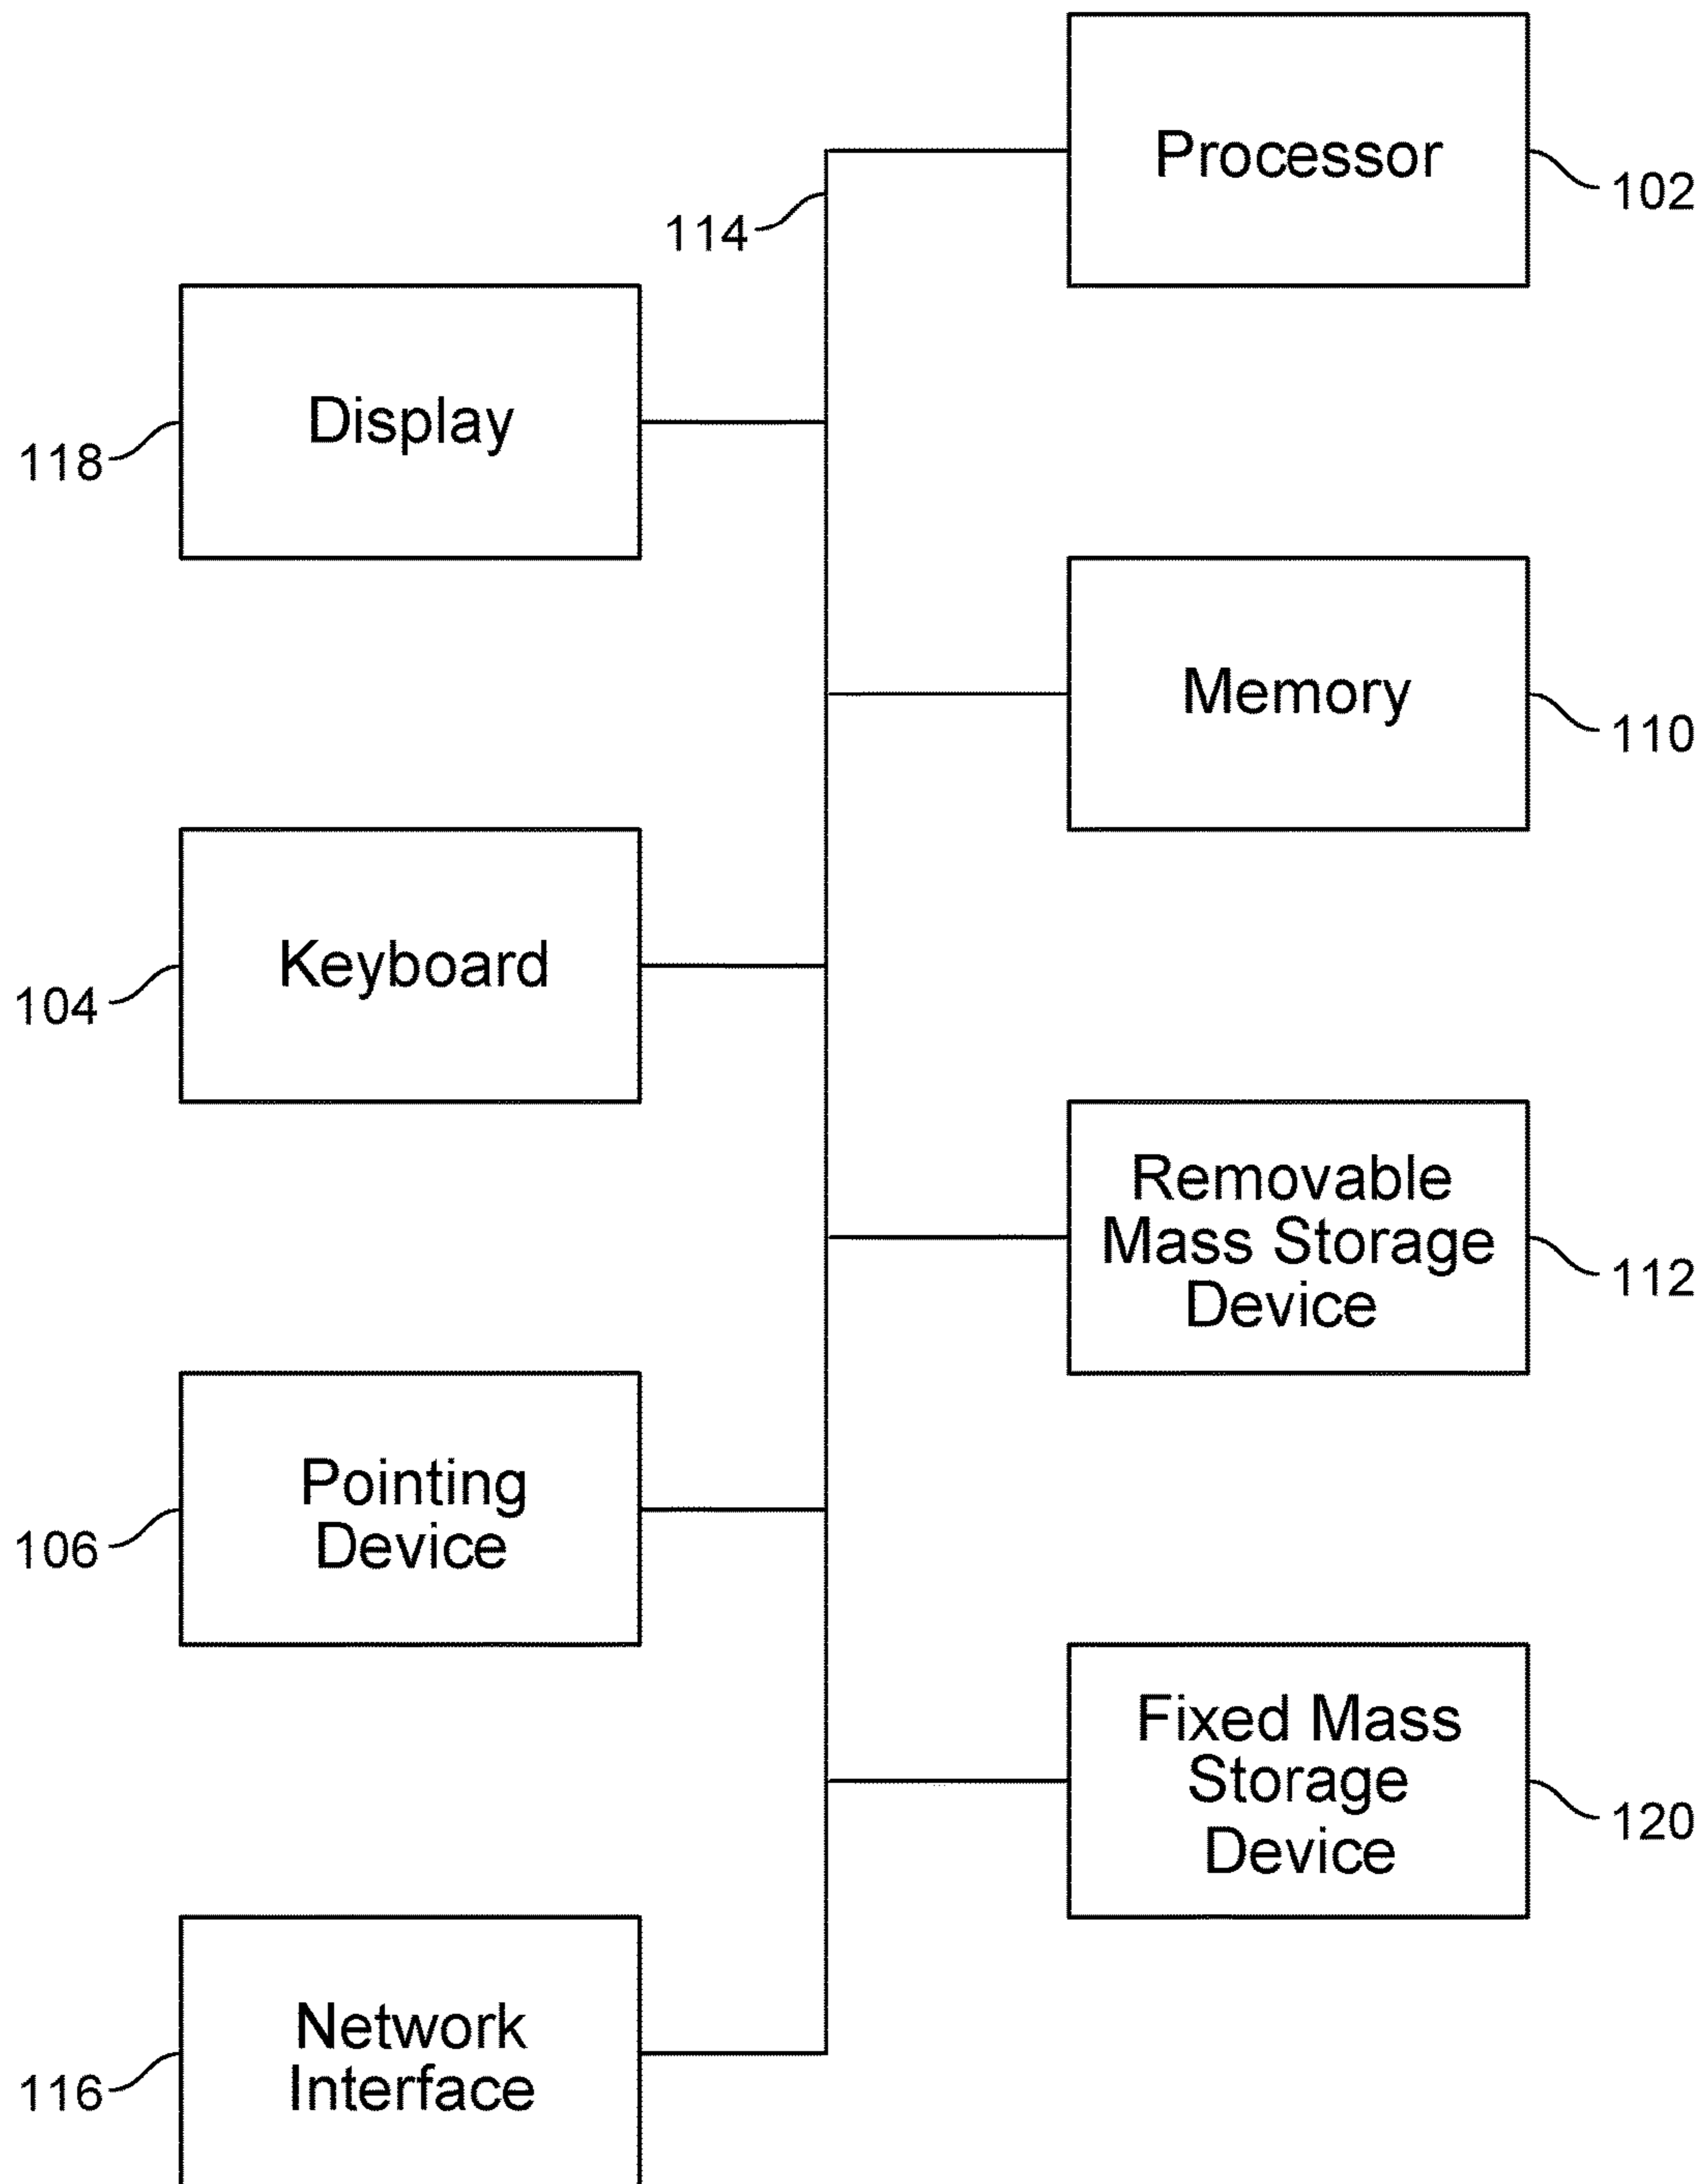 Processor
102
114
Display
118
Memory
110
Keyboard
104
Removable
Mass Storage
Device
112
Pointing
Device
106
Fixed Mass
Storage
Device
120
Network
Interface
116